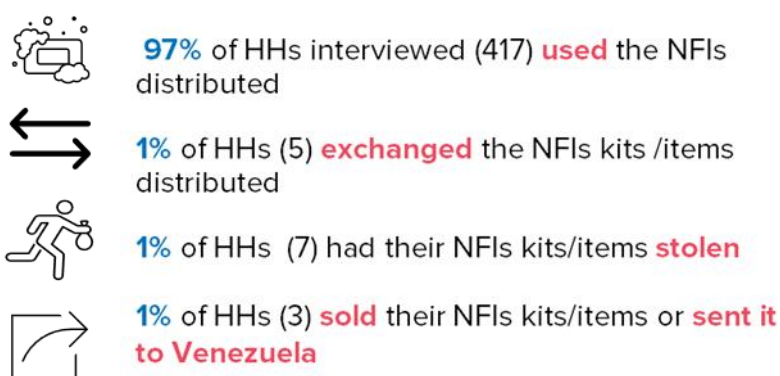 97% of HHs interviewed (417) used the NFIs
distributed
1% of HHs (5) exchanged the NFIs kits /items
distributed
1% of HHs (7) had their NFIs kits/items stolen
1% of HHs (3) sold their NFIs kits/items or sent it
to Venezuela